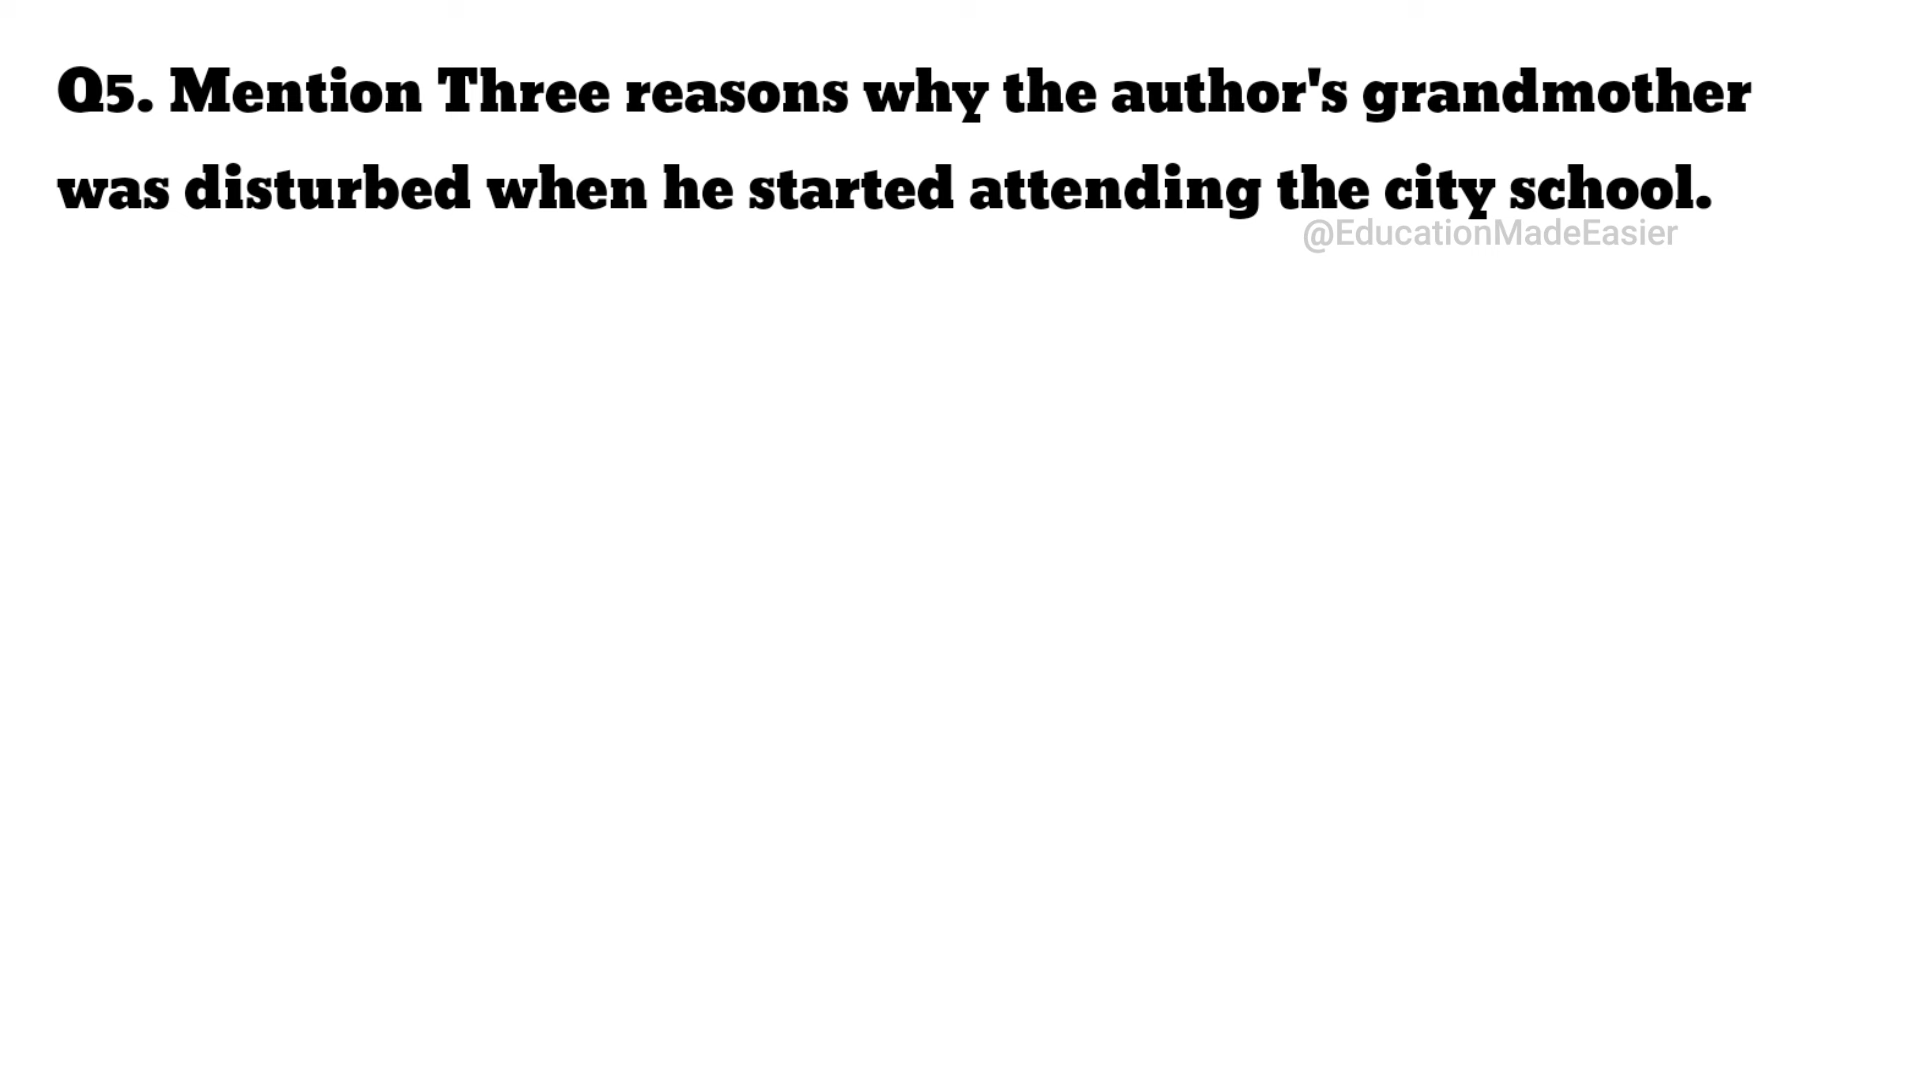 Q5. Mention Three reasons why the author's grandmother
was disturbed when he started attending the city school.
@EducationMadeEasier